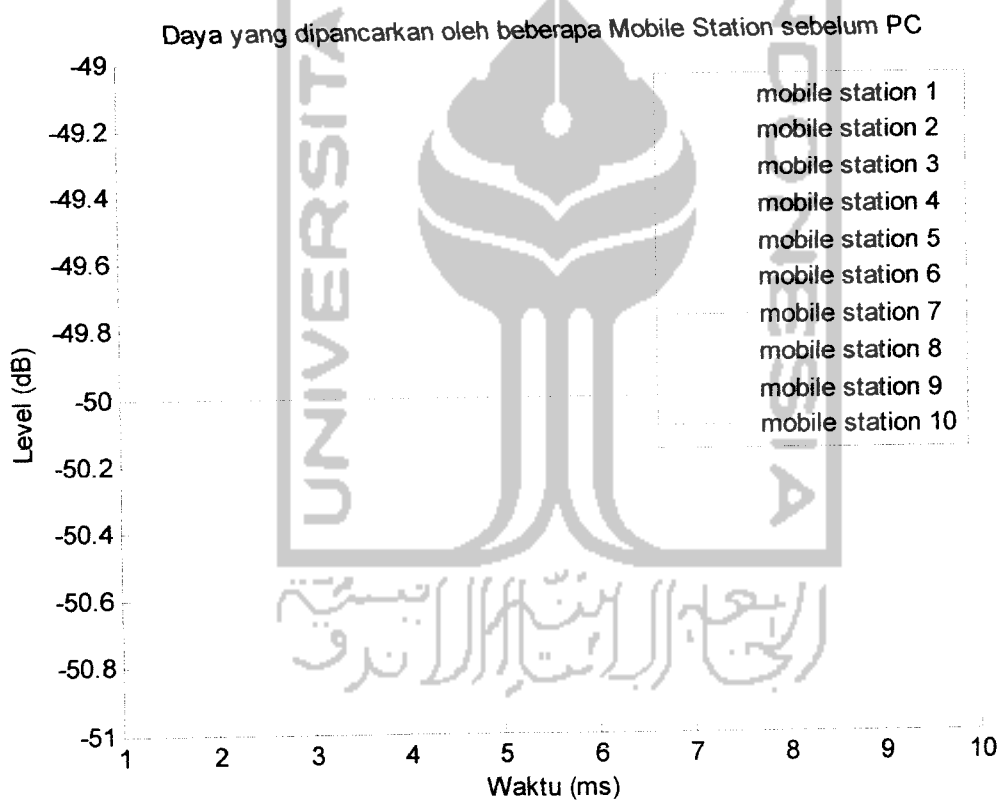 Daya yang dipancarkan oleh beberapa Mobile Station sebelum PC
-49
-49.2
-49.4
-49.6
-49.8
-50
-50.2
-50.4
-50.6
-50.8
-51
Level (dB)
mobile station 1
mobile station 2
mobile station 3
mobile station 4
mobile station 5
mobile station 6
mobile station 7
mobile station 8
mobile station 9
mobile station 10
1 2 3 4 5 6 7 8 9 10
Waktu (ms)
UNIVERSITA
DONESIA